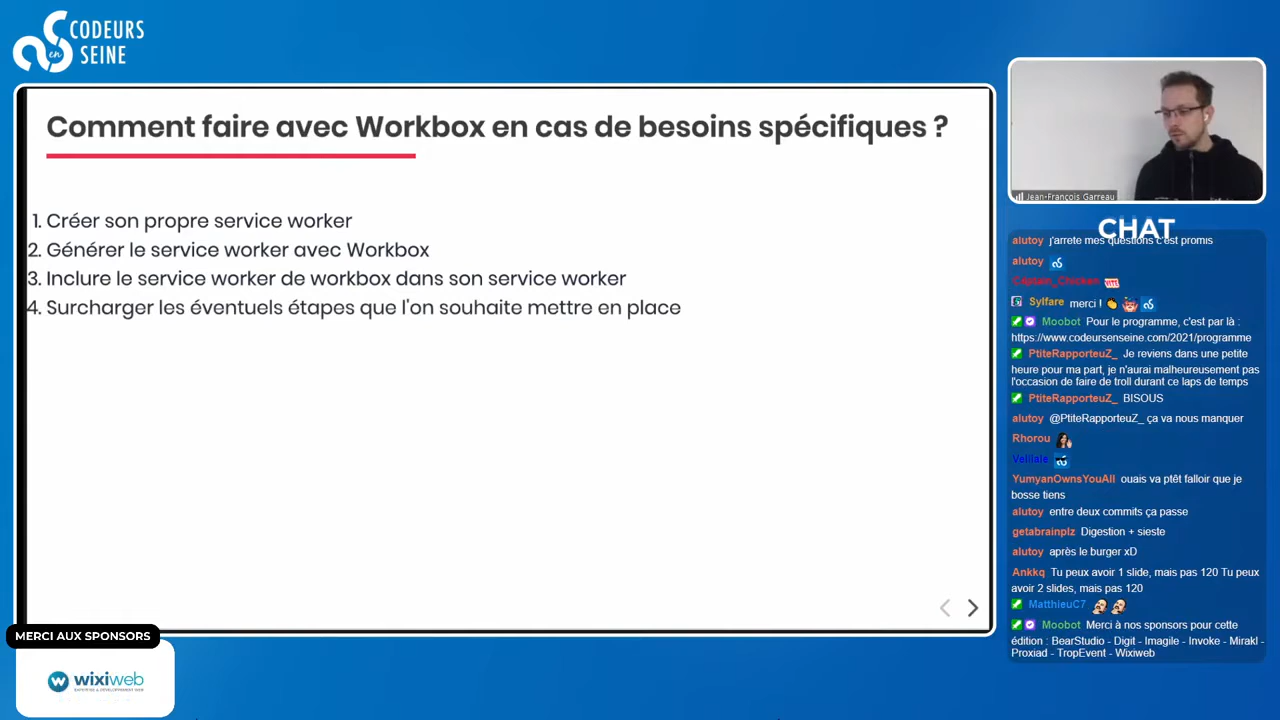 CODEURS
en
SEINE
Comment faire avec Workbox en cas de besoins spécifiques ?
1. Créer son propre service worker
2. Générer le service worker avec Workbox
3. Inclure le service worker de workbox dans son service worker
4. Surcharger les éventuels étapes que l'on souhaite mettre en place
Jean-François Garreau
CHAT
alutoy j'arrete mes questions c'est promis
alutoy
Captain_Chicken
Sylfare merci !
Moobot Pour le programme, c'est par là :
https://www.codeursenseine.com/2021/programme
PtiteRapporteuZ_ Je reviens dans une petite
heure pour ma part, je n'aurai malheureusement pas
l'occasion de faire de troll durant ce laps de temps
PtiteRapporteuZ_ BISOUS
alutoy @PtiteRapporteuZ_ ça va nous manquer
Rhorou
YumyanOwnsYouAll ouais va ptêt falloir que je
bosse tiens
alutoy entre deux commits ça passe
getabrainplz Digestion + sieste
alutoy après le burger xD
Ankkq Tu peux avoir 1 slide, mais pas 120 Tu peux
avoir 2 slides, mais pas 120
MatthieuC7
Moobot Merci à nos sponsors pour cette
édition : BearStudio - Digit - Imagile - Invoke - Mirakl -
Proxiad - TropEvent - Wixiweb
MERCI AUX SPONSORS
wixiweb